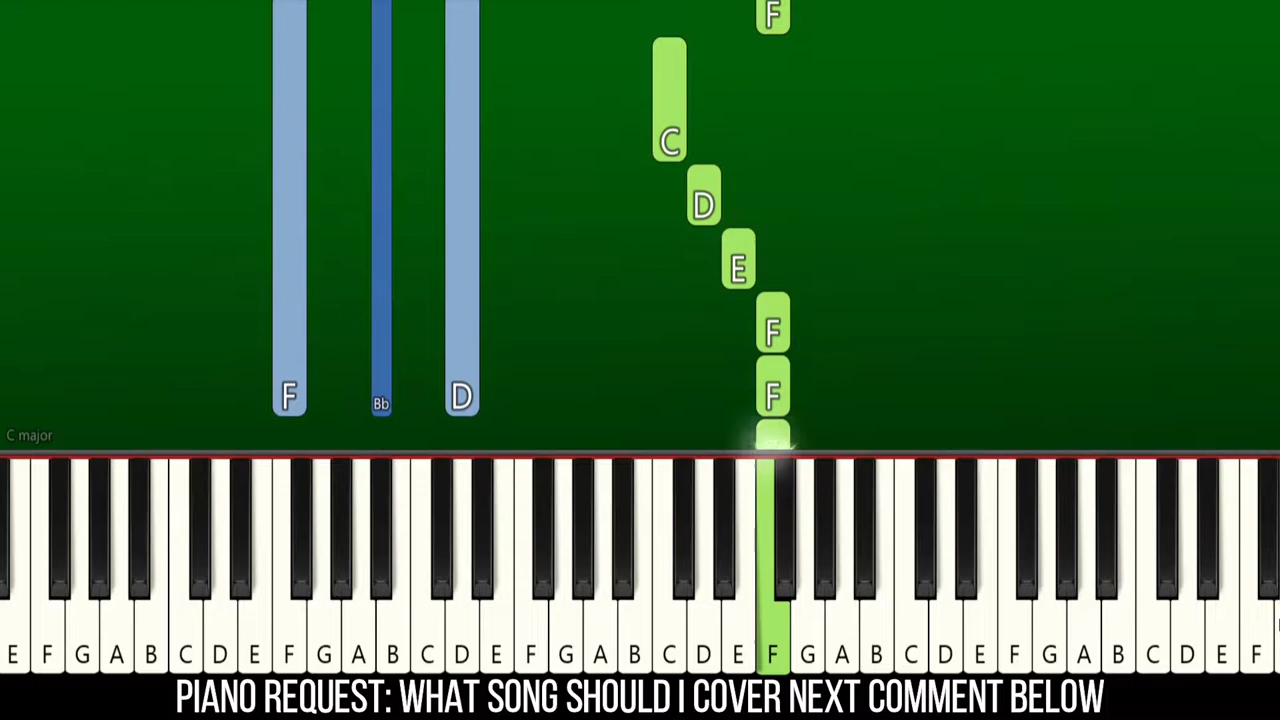 F
C
D
E
F
F
F Bb D
C major
E F G A B C D E F G A B C D E F G A B C D E F G A B C D E F G A B C D E F
PIANO REQUEST: WHAT SONG SHOULD I COVER NEXT COMMENT BELOW